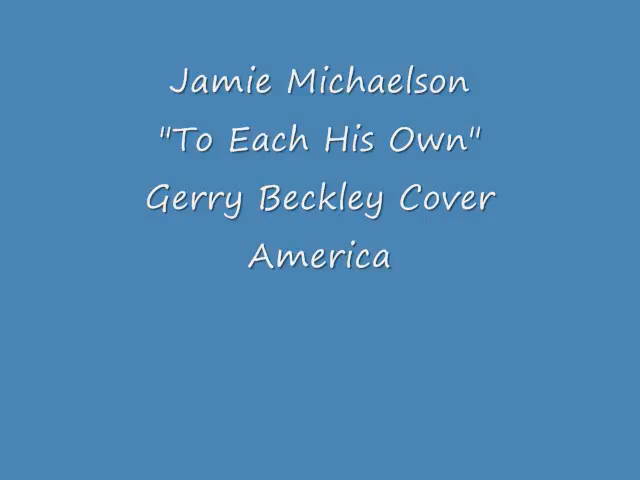 Jamie Michaelson
"To Each His Own"
Gerry Beckley Cover
America